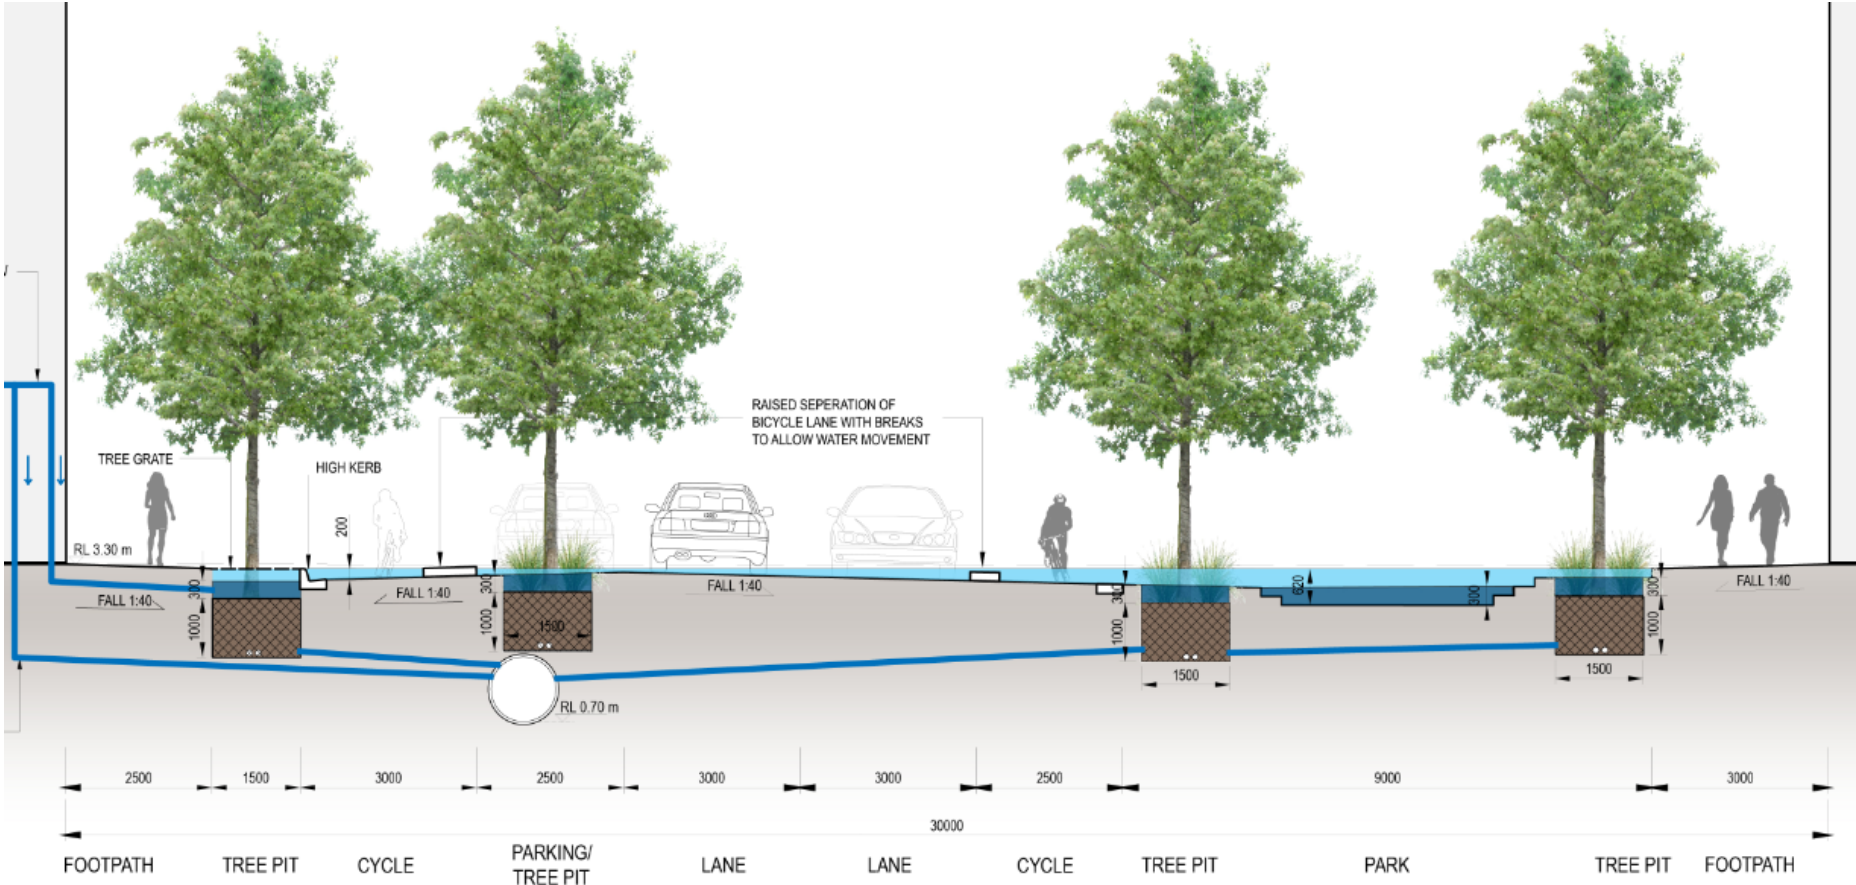 RAISED SEPERATION OF
BICYCLE LANE WITH BREAKS
TO ALLOW WATER MOVEMENT
TREE GRATE
HIGH KERB
200
RL 3.30 m
300
300
300
620
300
300
FALL 1:40
FALL 1:40
FALL 1:40
FALL 1:40
1000
1000
1500
1000
1000
1500
1500
RL 0.70 m
2500
1500
3000
2500
3000
3000
2500
9000
3000
30000
FOOTPATH
TREE PIT
CYCLE
PARKING/
TREE PIT
LANE
LANE
CYCLE
TREE PIT
PARK
TREE PIT
FOOTPATH